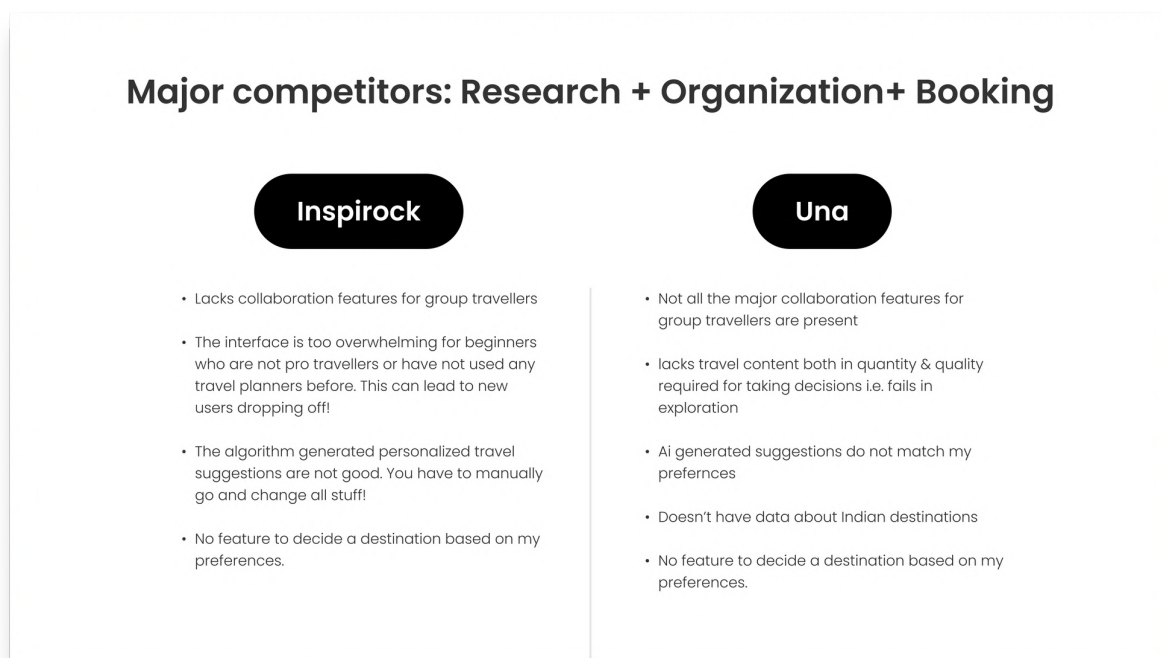 Major competitors: Research + Organization+ Booking
Inspirock
• Lacks collaboration features for group travellers
• The interface is too overwhelming for beginners
who are not pro travellers or have not used any
travel planners before. This can lead to new
users dropping off!
• The algorithm generated personalized travel
suggestions are not good. You have to manually
go and change all stuff!
• No feature to decide a destination based on my
preferences.
Una
• Not all the major collaboration features for
group travellers are present
• lacks travel content both in quantity & quality
required for taking decisions i.e. fails in
exploration
• Ai generated suggestions do not match my
prefernces
• Doesn’t have data about Indian destinations
• No feature to decide a destination based on my
preferences.